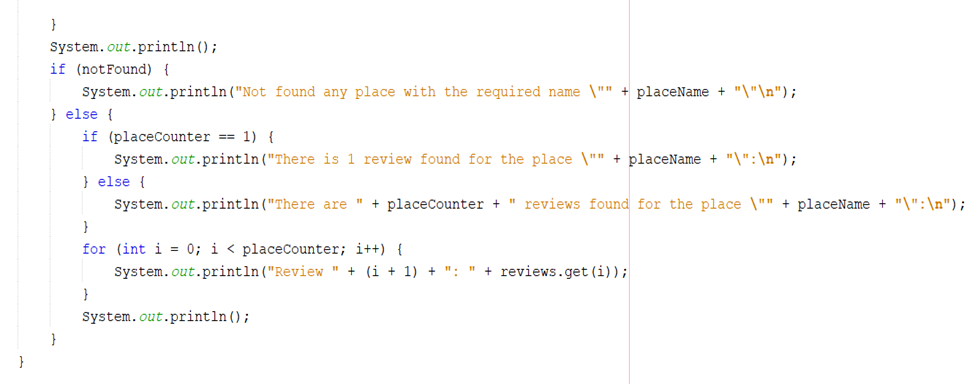 }
System.out.println();
if (notFound) {
System.out.println("Not found any place with the required name \"" + placeName + "\"\n");
} else {
if (placeCounter == 1) {
System.out.println("There is 1 review found for the place \"" + placeName + "\":\n");
} else {
System.out.println("There are " + placeCounter + " reviews found for the place \"" + placeName + "\":\n");
}
for (int i = 0; i < placeCounter; i++) {
System.out.println("Review " + (i + 1) + ": " + reviews.get(i));
}
System.out.println();
}
}